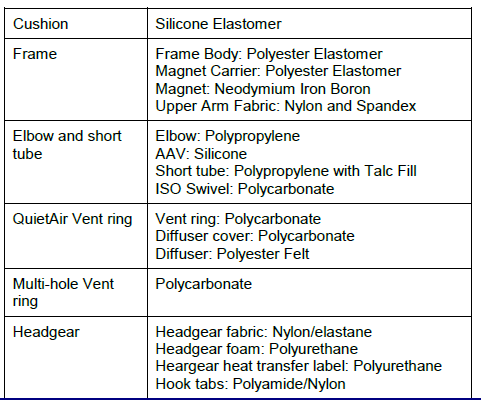 Cushion
Silicone Elastomer
Frame
Frame Body: Polyester Elastomer
Magnet Carrier: Polyester Elastomer
Magnet: Neodymium Iron Boron
Upper Arm Fabric: Nylon and Spandex
Elbow and short
tube
Elbow: Polypropylene
AAV: Silicone
Short tube: Polypropylene with Talc Fill
ISO Swivel: Polycarbonate
QuietAir Vent ring
Vent ring: Polycarbonate
Diffuser cover: Polycarbonate
Diffuser: Polyester Felt
Multi-hole Vent
ring
Polycarbonate
Headgear
Headgear fabric: Nylon/elastane
Headgear foam: Polyurethane
Heargear heat transfer label: Polyurethane
Hook tabs: Polyamide/Nylon